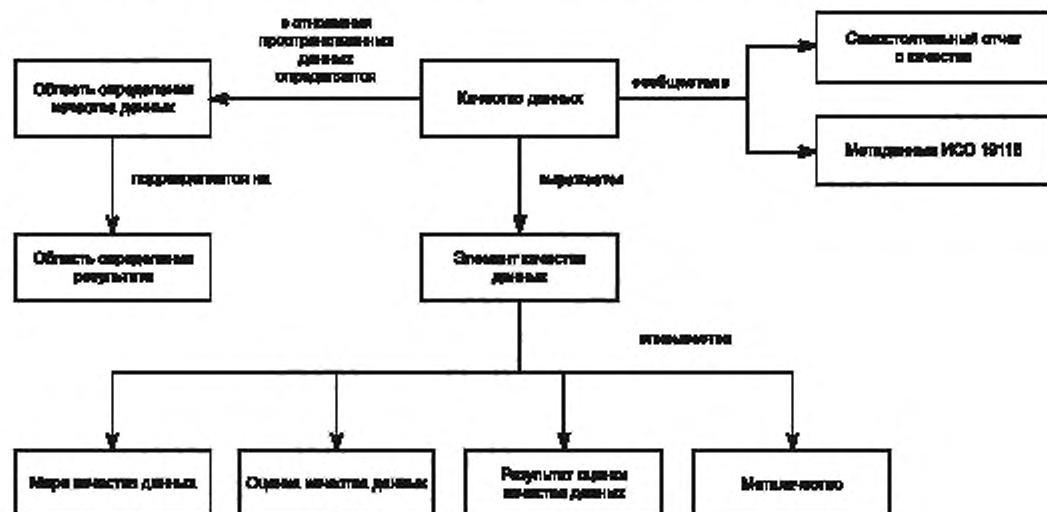 в отношении
пространственных
данных
определяется
Самостоятельный отчет
о качестве
Область определения
качества данных
Качество данных
сообщается в
Метаданные ИСО 19115
подразделяется на
выражается
Область определения
результата
Элемент качества
данных
описывается
Мера качества данных
Оценка качества данных
Результат оценки
качества данных
Метакачество